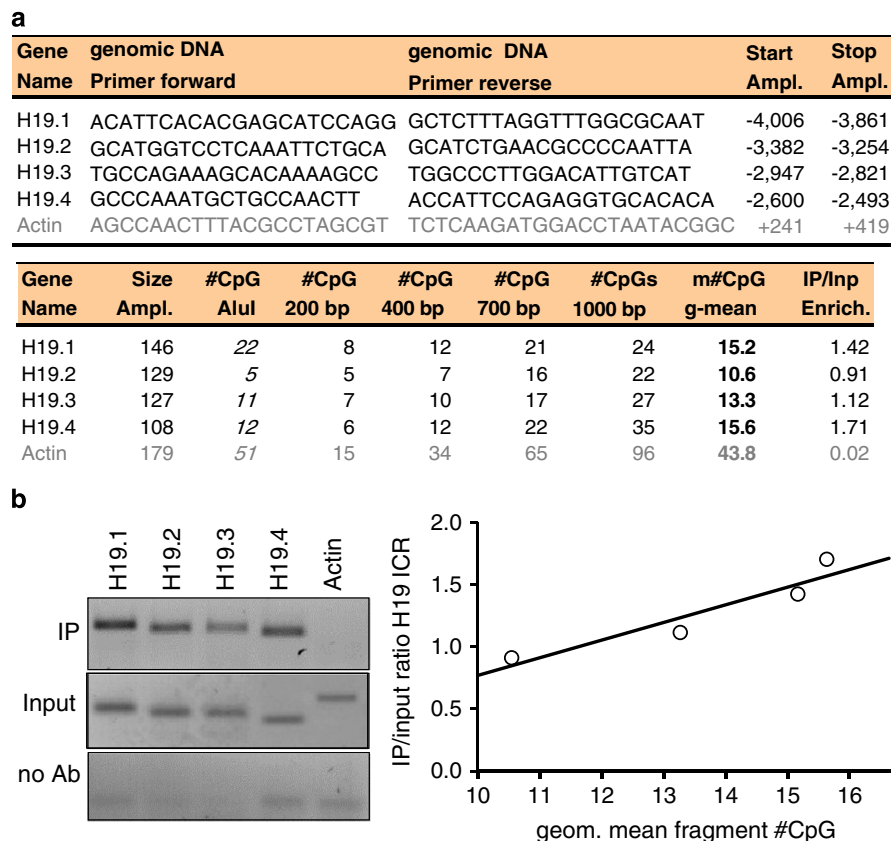 a
Gene genomic DNA genomic DNA Start Stop
Name Primer forward Primer reverse Ampl. Ampl.
H19.1 ACATTCACACGAGCATCCAGG GCTCTTTAGGTTTGGCGCAAT -4,006 -3,861
H19.2 GCATGGTCCTCAAATTCTGCA GCATCTGAACGCCCCAATTA -3,382 -3,254
H19.3 TGCCAGAAAGCACAAAAGCC TGGCCCTTGGACATTGTCAT -2,947 -2,821
H19.4 GCCCAAATGCTGCCAACTT ACCATTCCAGAGGTGCACACA -2,600 -2,493
Actin AGCCAACTTTACGCCTAGCGT TCTCAAGATGGACCTAATACGGC +241 +419
Gene Size #CpG #CpG #CpG #CpG #CpGs m#CpG IP/Inp
Name Ampl. AluI 200 bp 400 bp 700 bp 1000 bp g-mean Enrich.
H19.1 146 22 8 12 21 24 15.2 1.42
H19.2 129 5 5 7 16 22 10.6 0.91
H19.3 127 11 7 10 17 27 13.3 1.12
H19.4 108 12 6 12 22 35 15.6 1.71
Actin 179 51 15 34 65 96 43.8 0.02
b
H19.1 H19.2 H19.3 H19.4 Actin
IP
Input
no Ab
IP/input ratio H19 ICR
2.0
1.5
1.0
0.5
0.0
10 11 12 13 14 15 16
geom. mean fragment #CpG